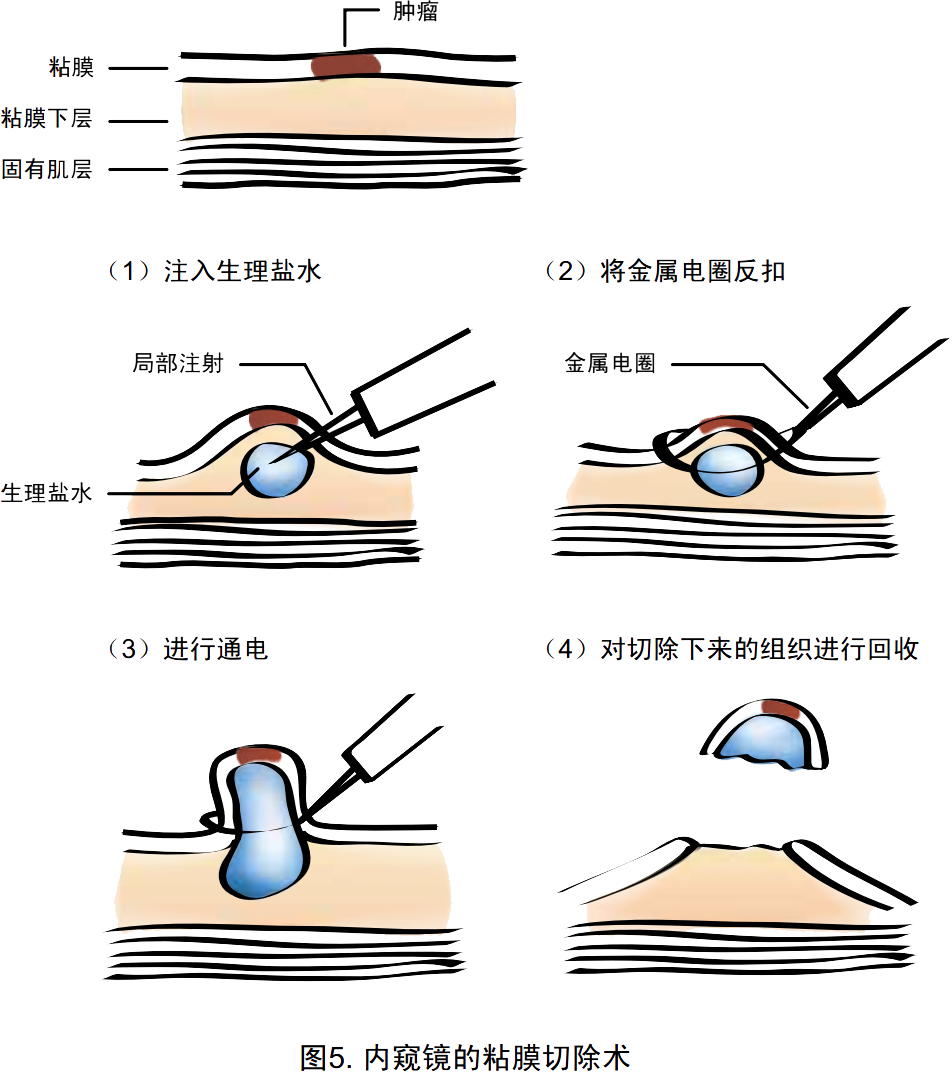 肿瘤
粘膜
粘膜下层
固有肌层
（1）注入生理盐水
（2）将金属电圈反扣
局部注射
金属电圈
生理盐水
（3）进行通电
（4）对切除下来的组织进行回收
图5. 内窥镜的粘膜切除术